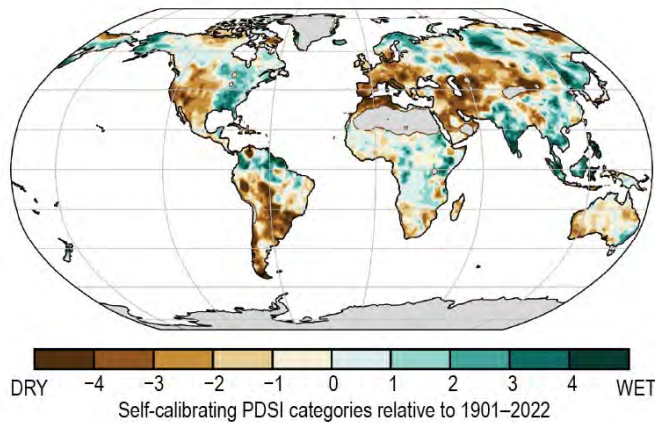 DRY −4 −3 −2 −1 0 1 2 3 4 WET
Self-calibrating PDSI categories relative to 1901–2022